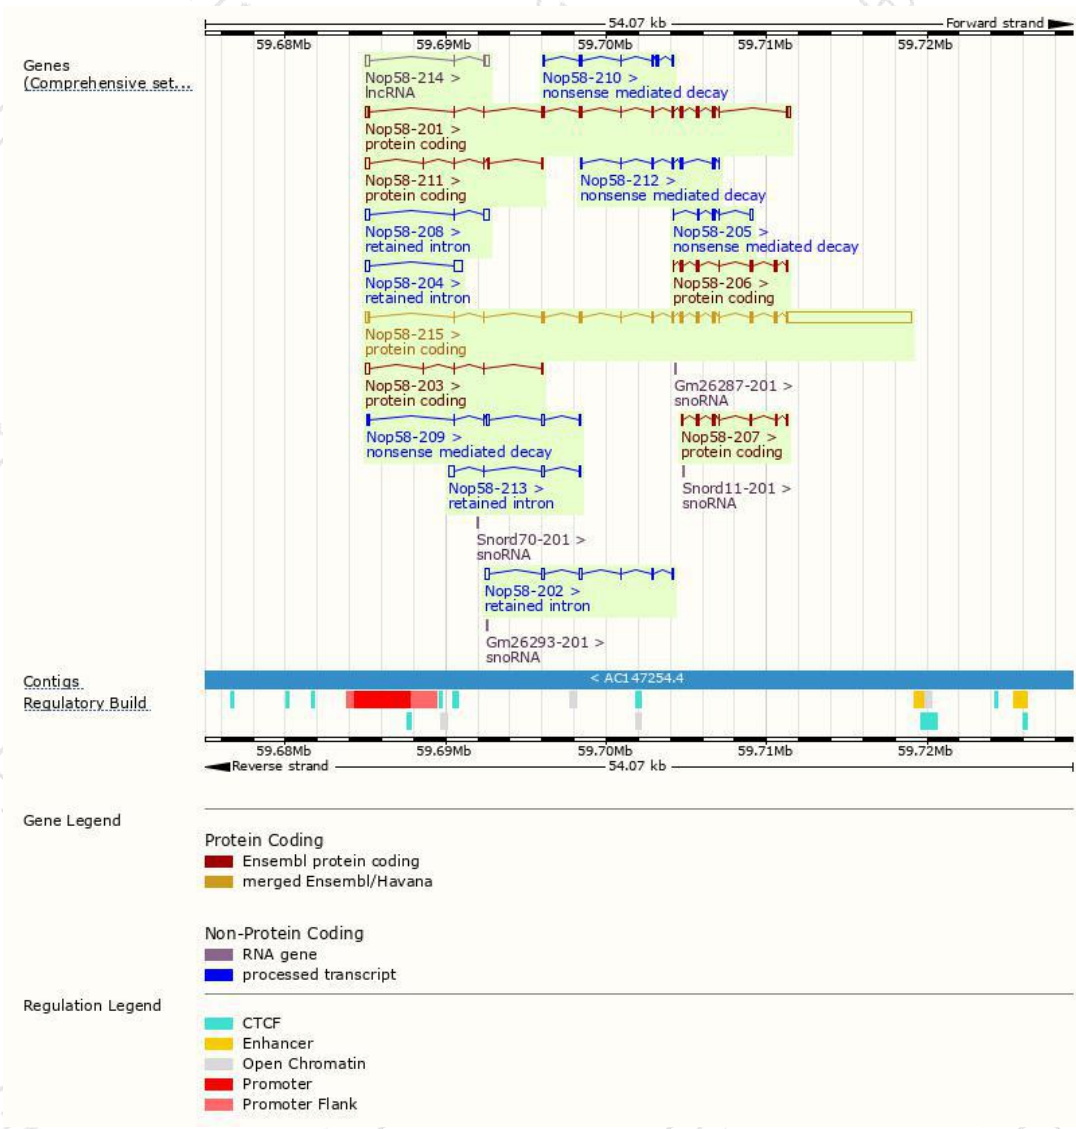 54.07 kb Forward strand
59.68Mb 59.69Mb 59.70Mb 59.71Mb 59.72Mb
Genes
(Comprehensive set...
Nop58-214 >
lncRNA
Nop58-210 >
nonsense mediated decay
Nop58-201 >
protein coding
Nop58-211 >
protein coding
Nop58-212 >
nonsense mediated decay
Nop58-208 >
retained intron
Nop58-205 >
nonsense mediated decay
Nop58-204 >
retained intron
Nop58-206 >
protein coding
Nop58-215 >
protein coding
Nop58-203 >
protein coding
Gm26287-201 >
snoRNA
Nop58-209 >
nonsense mediated decay
Nop58-207 >
protein coding
Nop58-213 >
retained intron
Snord11-201 >
snoRNA
Snord70-201 >
snoRNA
Nop58-202 >
retained intron
Gm26293-201 >
snoRNA
Contigs
< AC147254.4
Regulatory Build
59.68Mb 59.69Mb 59.70Mb 59.71Mb 59.72Mb
Reverse strand 54.07 kb
Gene Legend
Protein Coding
Ensembl protein coding
merged Ensembl/Havana
Non-Protein Coding
RNA gene
processed transcript
Regulation Legend
CTCF
Enhancer
Open Chromatin
Promoter
Promoter Flank